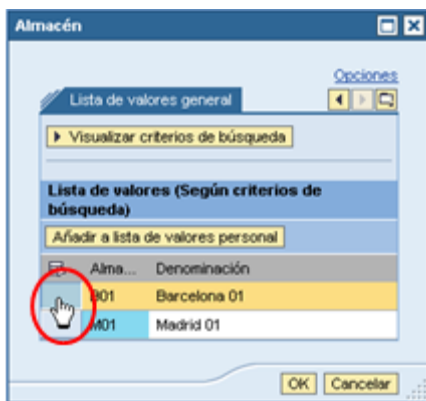 Almacén
Opciones
Lista de valores general
Visualizar criterios de búsqueda
Lista de valores (Según criterios de
búsqueda)
Añadir a lista de valores personal
Alma... Denominación
B01 Barcelona 01
M01 Madrid 01
OK Cancelar